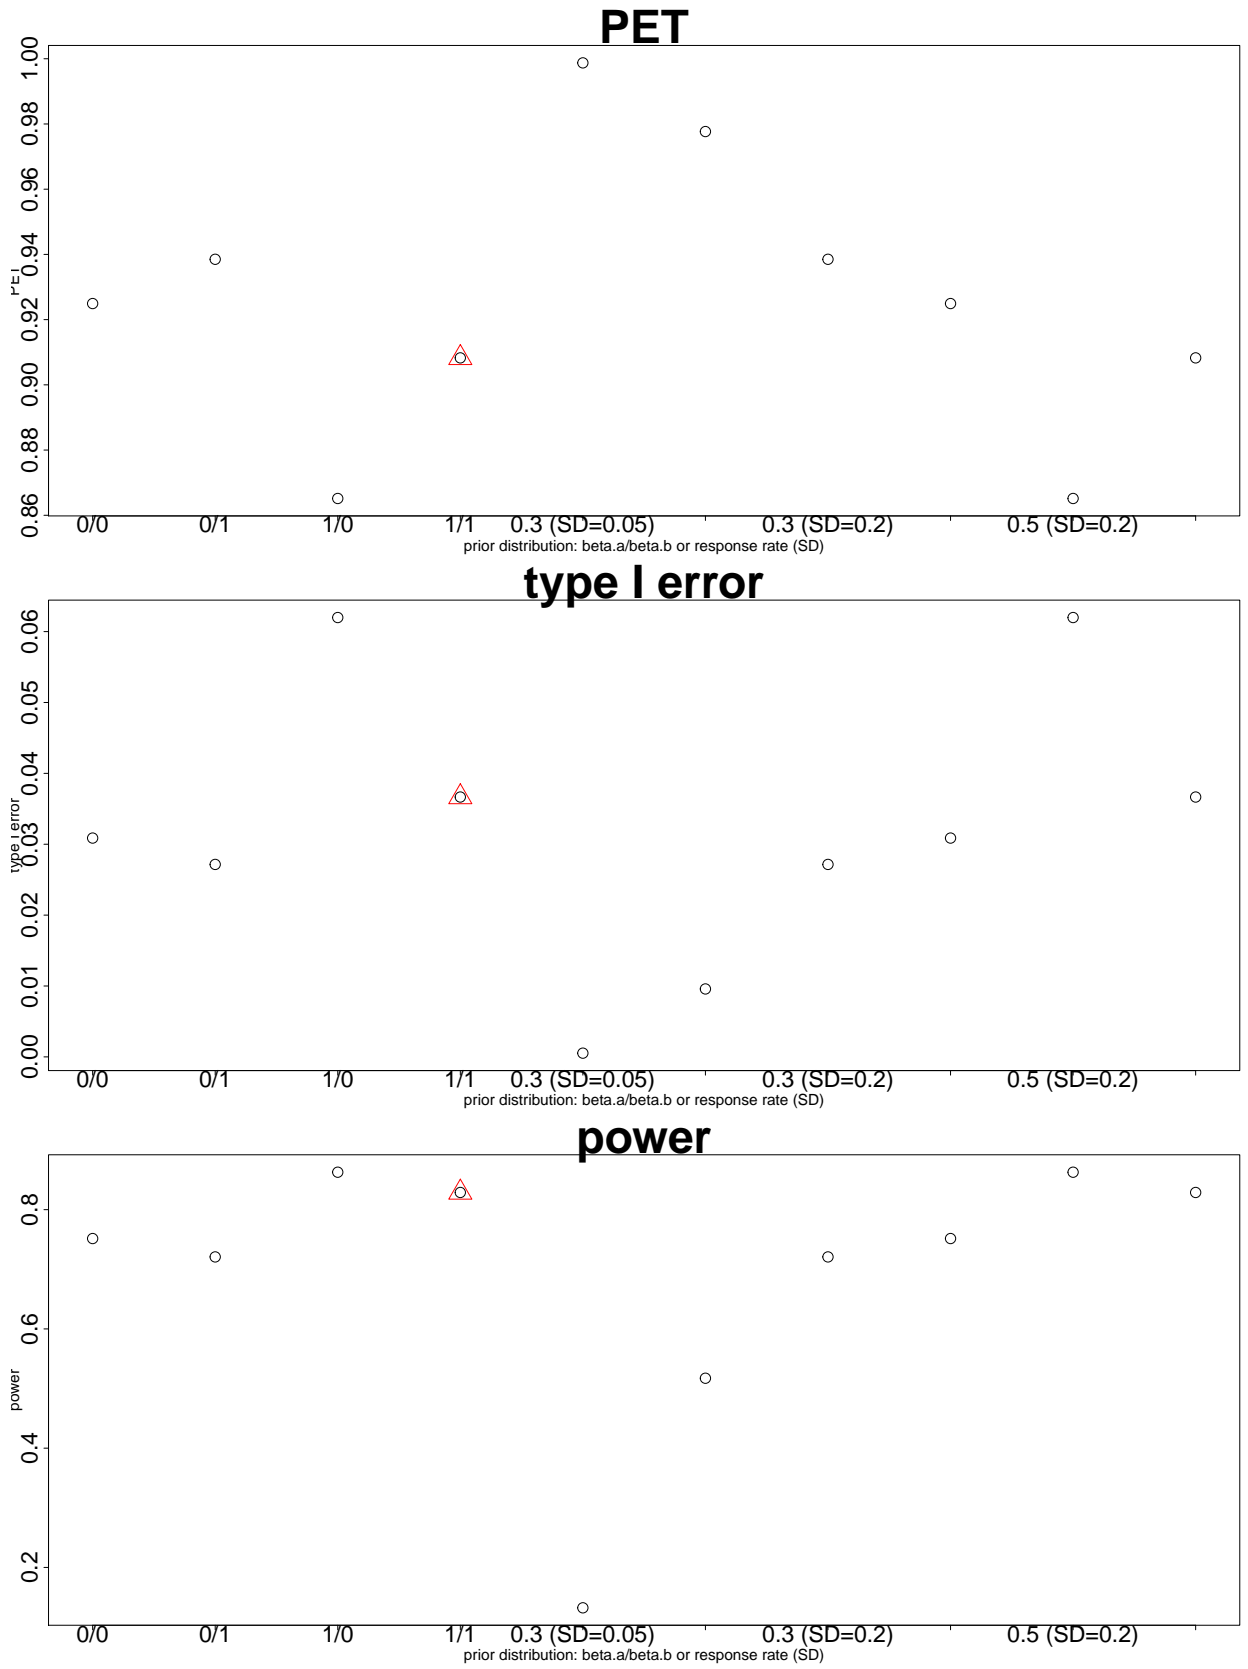 PET
1.00
0.98
0.96
0.94
0.92
0.90
0.88
0.86
PET
0/0 0/1 1/0 1/1 0.3 (SD=0.05) 0.3 (SD=0.2) 0.5 (SD=0.2)
prior distribution: beta.a/beta.b or response rate (SD)
type I error
0.06
0.05
0.04
0.03
0.02
0.01
0.00
type I error
0/0 0/1 1/0 1/1 0.3 (SD=0.05) 0.3 (SD=0.2) 0.5 (SD=0.2)
prior distribution: beta.a/beta.b or response rate (SD)
power
0.8
0.6
0.4
0.2
power
0/0 0/1 1/0 1/1 0.3 (SD=0.05) 0.3 (SD=0.2) 0.5 (SD=0.2)
prior distribution: beta.a/beta.b or response rate (SD)